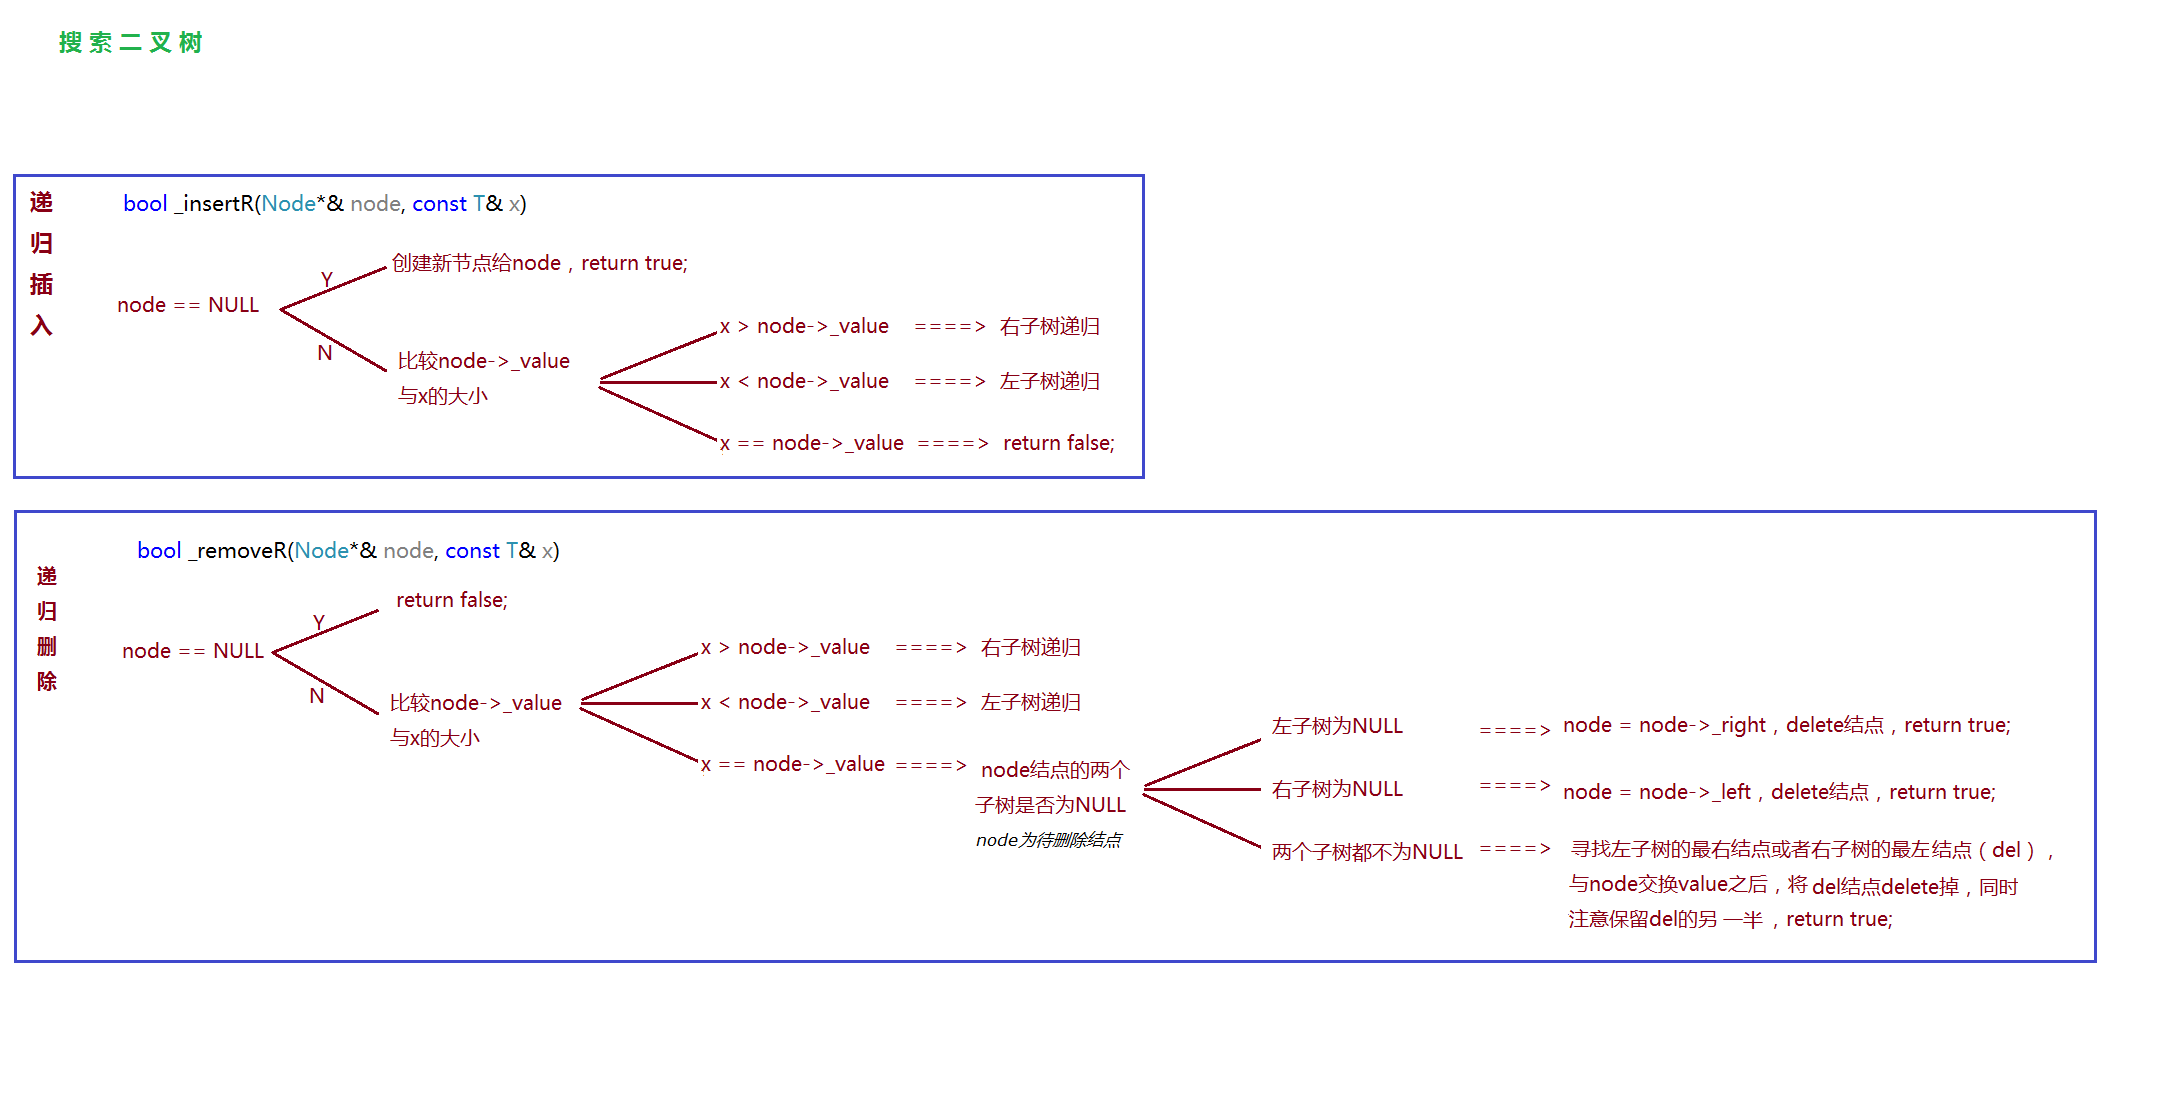 搜索二叉树
递归插入
bool _insertR(Node*& node, const T& x)
node == NULL
Y
创建新节点给node，return true;
N
比较node->_value
与x的大小
x > node->_value ====> 右子树递归
x < node->_value ====> 左子树递归
x == node->_value ====> return false;
递归删除
bool _removeR(Node*& node, const T& x)
node == NULL
Y
return false;
N
比较node->_value
与x的大小
x > node->_value ====> 右子树递归
x < node->_value ====> 左子树递归
x == node->_value ====> node结点的两个
子树是否为NULL
node为待删除结点
左子树为NULL ====> node = node->_right，delete结点，return true;
右子树为NULL ====> node = node->_left，delete结点，return true;
两个子树都不为NULL ====> 寻找左子树的最右结点或者右子树的最左结点（del），
与node交换value之后，将 del结点delete掉，同时
注意保留del的另 一半，return true;